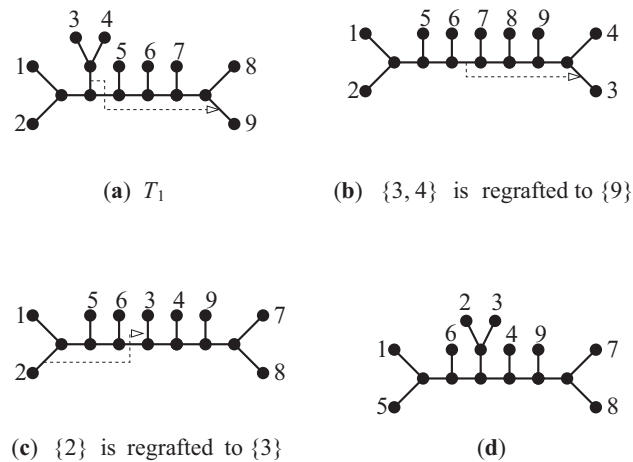 3 4 5 6 7
1 8
2 9
(a) T1
5 6 7 8 9
1 4
2 3
(b) {3, 4} is regrafted to {9}
5 6 3 4 9
1 7
2 8
(c) {2} is regrafted to {3}
2 3
6 4 9
1 7
5 8
(d)